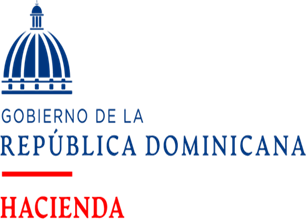 GOBIERNO DE LA
REPÚBLICA DOMINICANA
HACIENDA